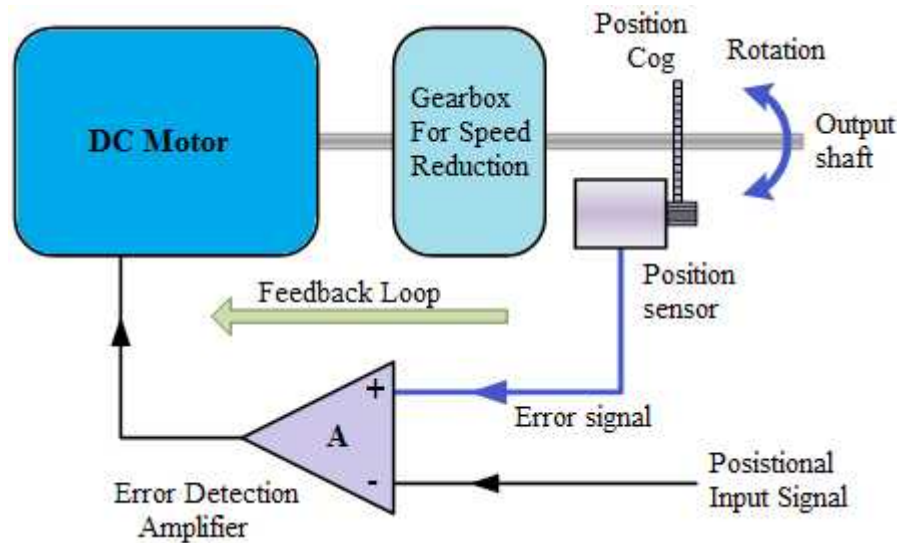 Position
Cog
Rotation
DC Motor
Gearbox
For Speed
Reduction
Output
shaft
Position
sensor
Feedback Loop
+
A
-
Error signal
Error Detection
Amplifier
Posistional
Input Signal